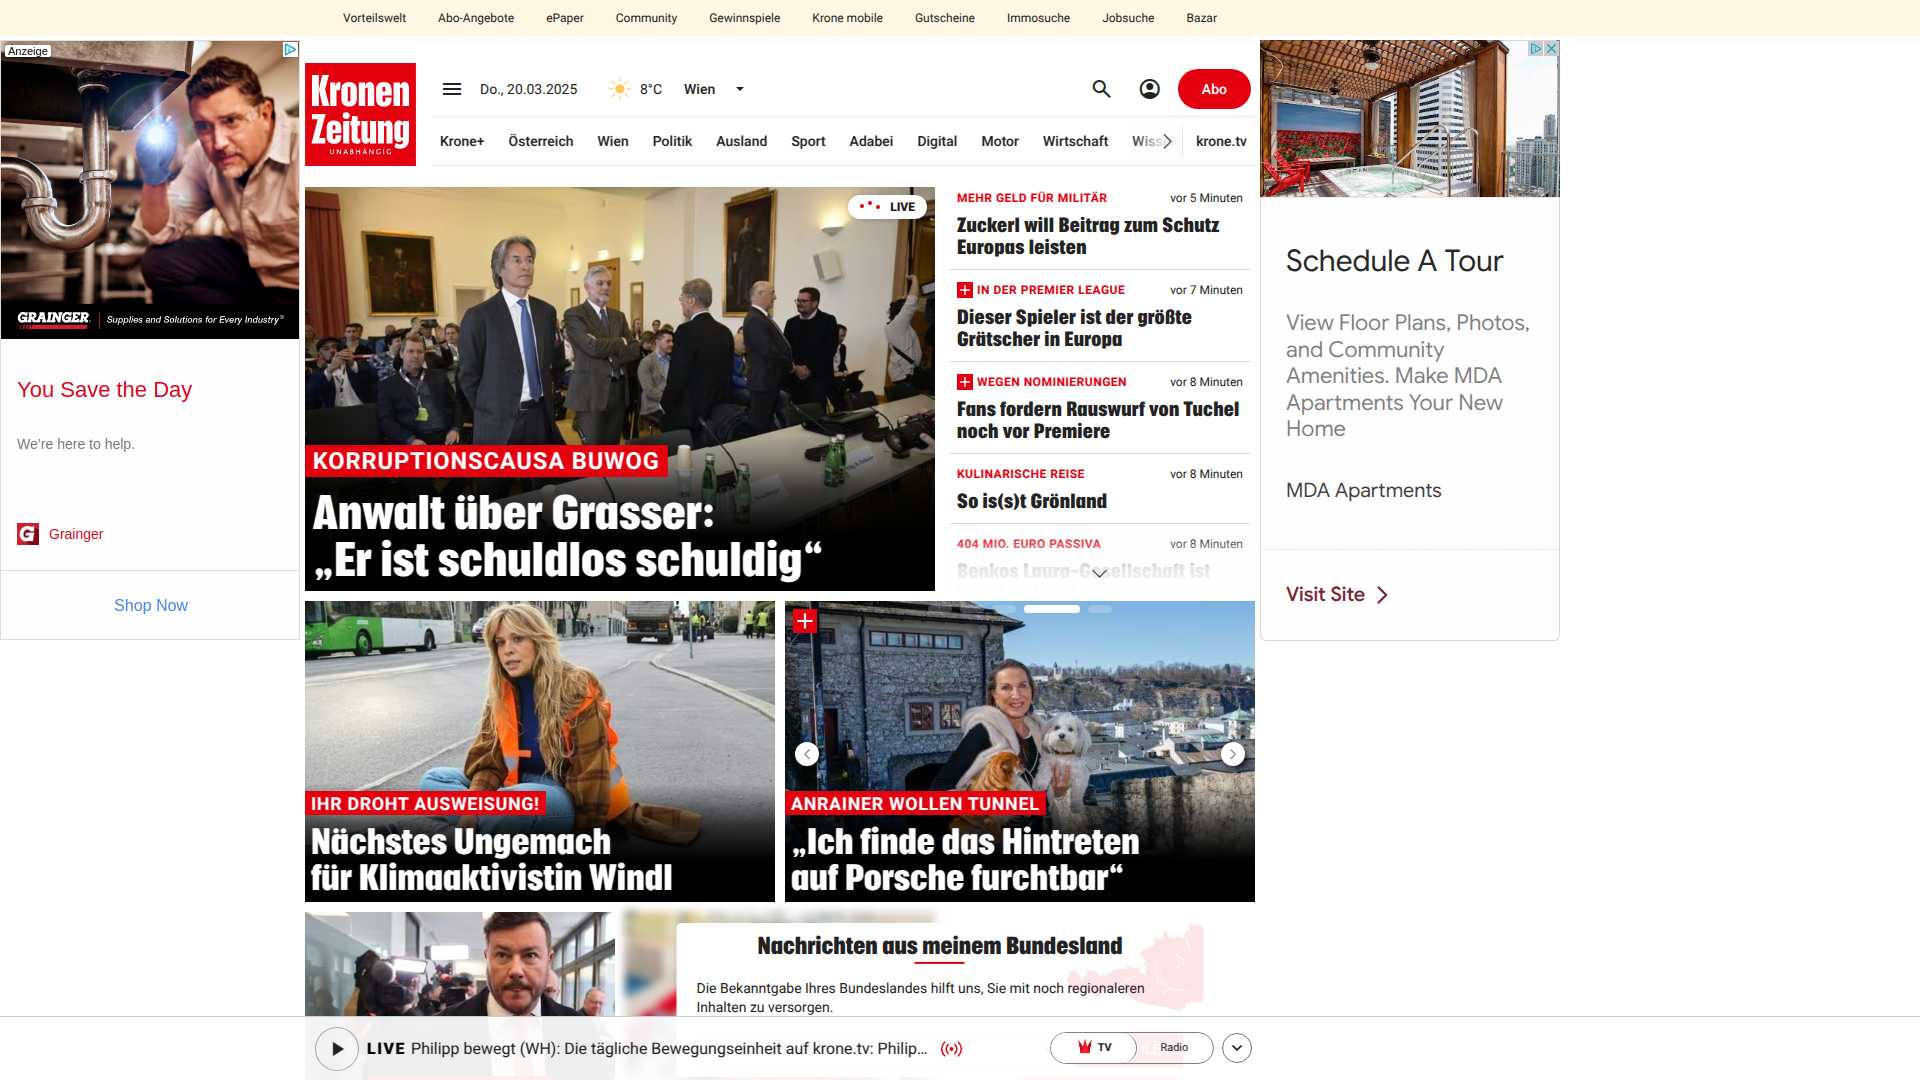 Vorteilswelt Abo-Angebote ePaper Community Gewinnspiele Krone mobile Gutscheine Immosuche Jobsuche Bazar
Anzeige
GRAINGER Supplies and Solutions for Every Industry®
You Save the Day
We're here to help.
G Grainger
Shop Now
Kronen
Zeitung
UNABHÄNGIG
Do., 20.03.2025 8°C Wien
Abo
Krone+ Österreich Wien Politik Ausland Sport Adabei Digital Motor Wirtschaft Wiss krone.tv
LIVE
KORRUPTIONSCAUSA BUWOG
Anwalt über Grasser:
„Er ist schuldlos schuldig“
MEHR GELD FÜR MILITÄR vor 5 Minuten
Zuckerl will Beitrag zum Schutz
Europas leisten
IN DER PREMIER LEAGUE vor 7 Minuten
Dieser Spieler ist der größte
Grätscher in Europa
WEGEN NOMINIERUNGEN vor 8 Minuten
Fans fordern Rauswurf von Tuchel
noch vor Premiere
KULINARISCHE REISE vor 8 Minuten
So is(s)t Grönland
404 MIO. EURO PASSIVA vor 8 Minuten
Benkos Laura-Gesellschaft ist
IHR DROHT AUSWEISUNG!
Nächstes Ungemach
für Klimaaktivistin Windl
ANRAINER WOLLEN TUNNEL
„Ich finde das Hintreten
auf Porsche furchtbar“
Nachrichten aus meinem Bundesland
Die Bekanntgabe Ihres Bundeslandes hilft uns, Sie mit noch regionaleren
Inhalten zu versorgen.
LIVE Philipp bewegt (WH): Die tägliche Bewegungseinheit auf krone.tv: Philip...
TV Radio
Schedule A Tour
View Floor Plans, Photos,
and Community
Amenities. Make MDA
Apartments Your New
Home
MDA Apartments
Visit Site